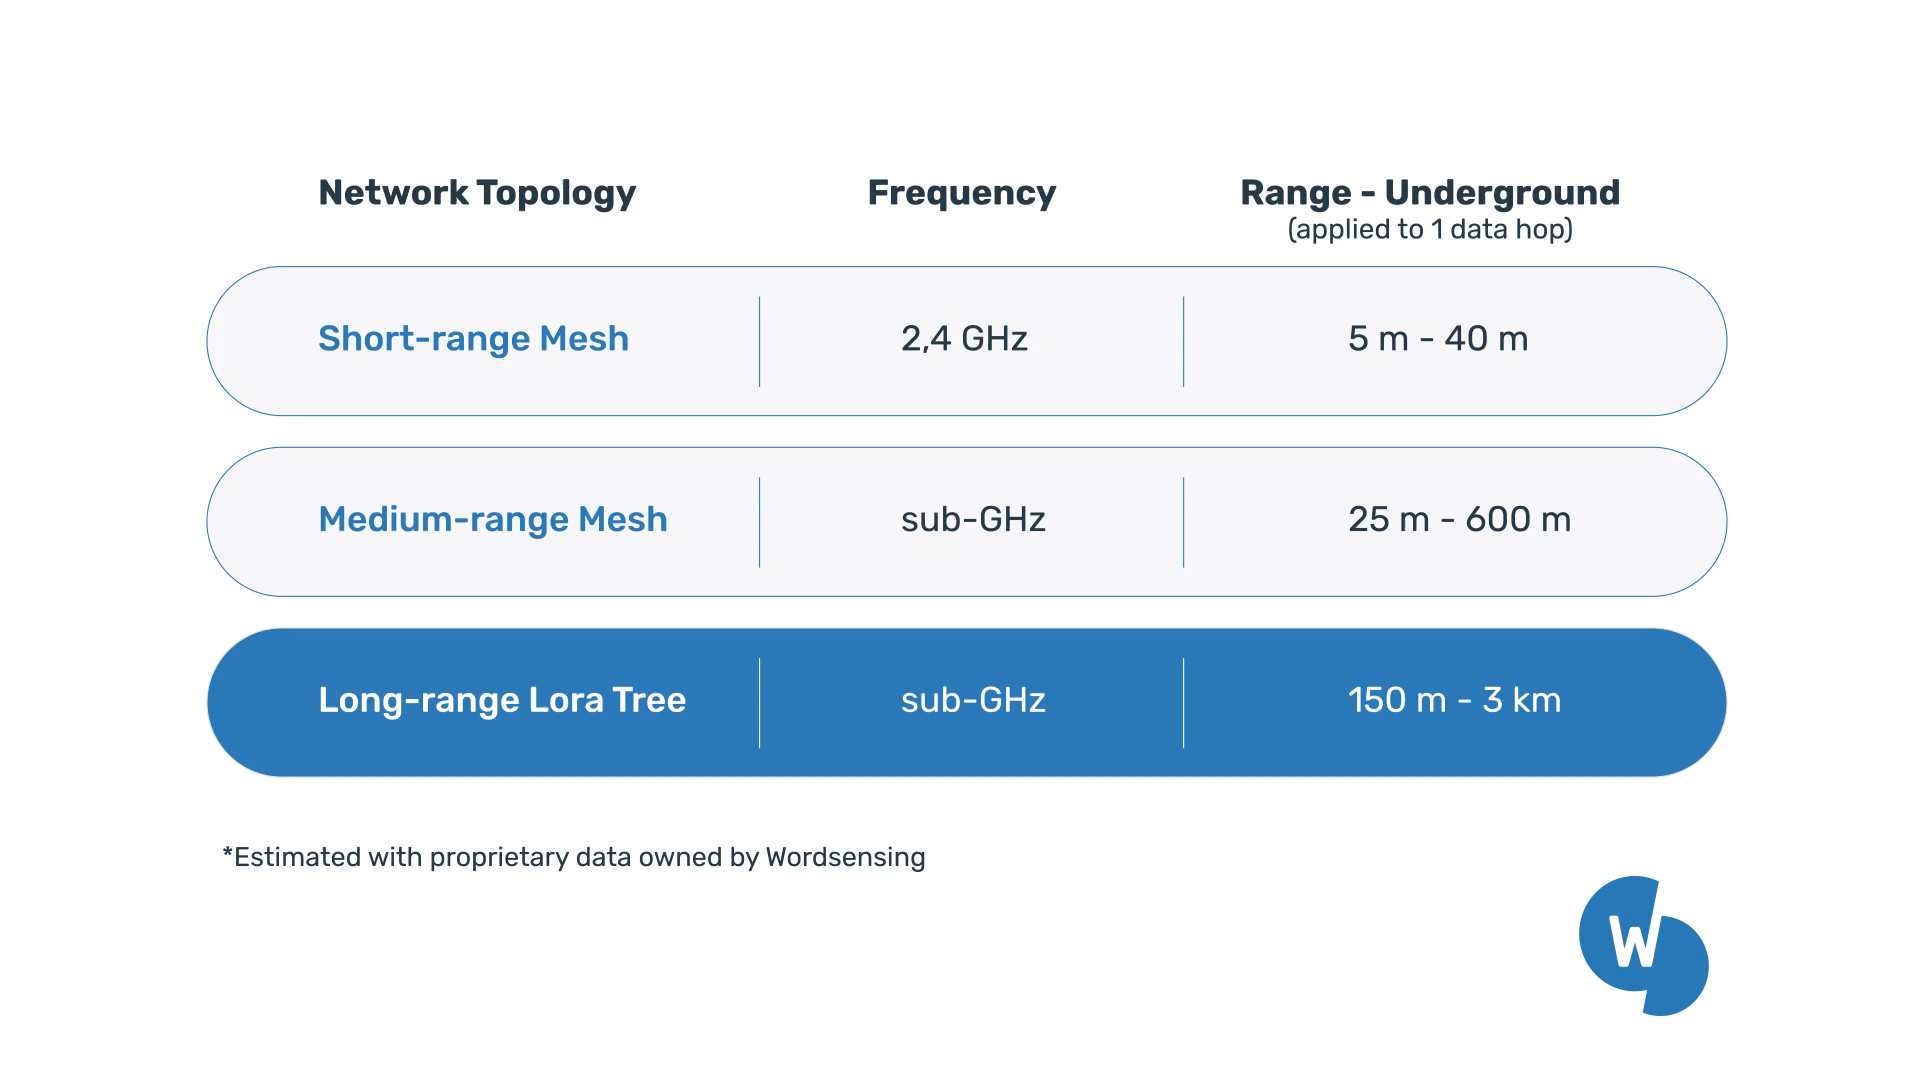 Network Topology Frequency Range - Underground
(applied to 1 data hop)
Short-range Mesh 2,4 GHz 5 m - 40 m
Medium-range Mesh sub-GHz 25 m - 600 m
Long-range Lora Tree sub-GHz 150 m - 3 km
*Estimated with proprietary data owned by Wordsensing
W